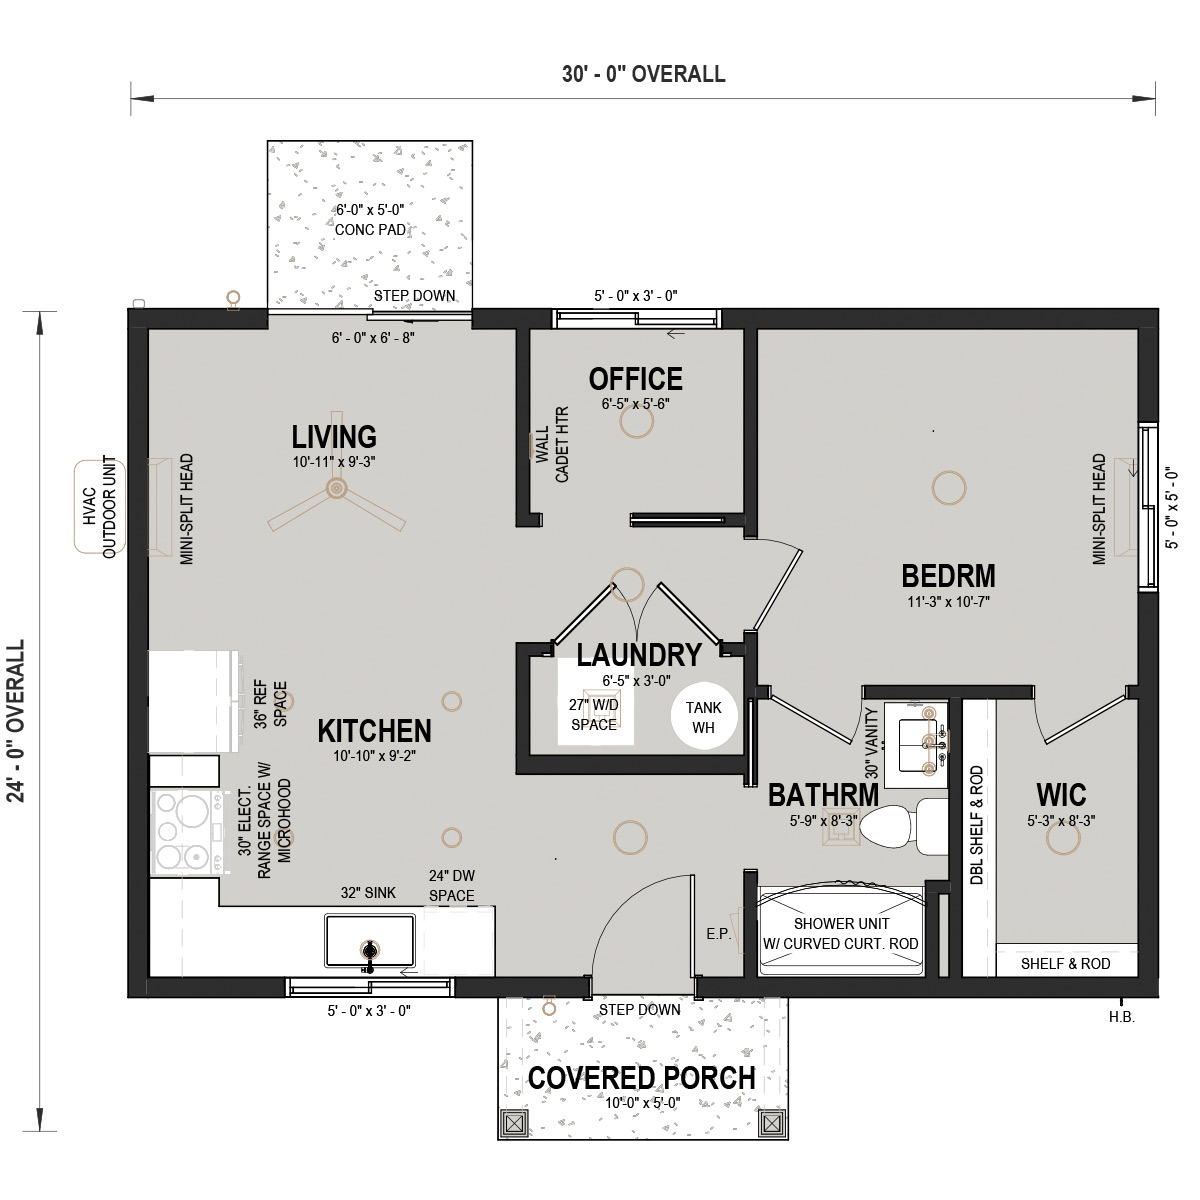 30' - 0" OVERALL
6'-0" x 5'-0"
CONC PAD
STEP DOWN
5' - 0" x 3' - 0"
6' - 0" x 6' - 8"
OFFICE
6'-5" x 5'-6"
WALL
CADET HTR
LIVING
10'-11" x 9'-3"
HVAC
OUTDOOR UNIT
MINI-SPLIT HEAD
MINI-SPLIT HEAD
5' - 0" x 5' - 0"
BEDRM
11'-3" x 10'-7"
LAUNDRY
6'-5" x 3'-0"
27" W/D
SPACE
TANK
WH
24' - 0" OVERALL
36" REF
SPACE
KITCHEN
10'-10" x 9'-2"
30" VANITY
BATHRM
5'-9" x 8'-3"
DBL SHELF & ROD
WIC
5'-3" x 8'-3"
30" ELECT.
RANGE SPACE W/
MICROHOOD
32" SINK
24" DW
SPACE
E.P.
SHOWER UNIT
W/ CURVED CURT. ROD
SHELF & ROD
5' - 0" x 3' - 0"
STEP DOWN
H.B.
COVERED PORCH
10'-0" x 5'-0"